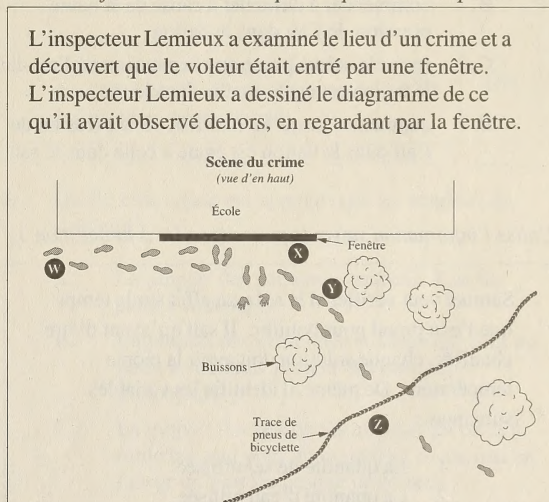 L'inspecteur Lemieux a examiné le lieu d'un crime et a
découvert que le voleur était entré par une fenêtre.
L'inspecteur Lemieux a dessiné le diagramme de ce
qu'il avait observé dehors, en regardant par la fenêtre.
Scène du crime
(vue d'en haut)
École
Fenêtre
X
W
Y
Buissons
Trace de
pneus de
bicyclette
Z